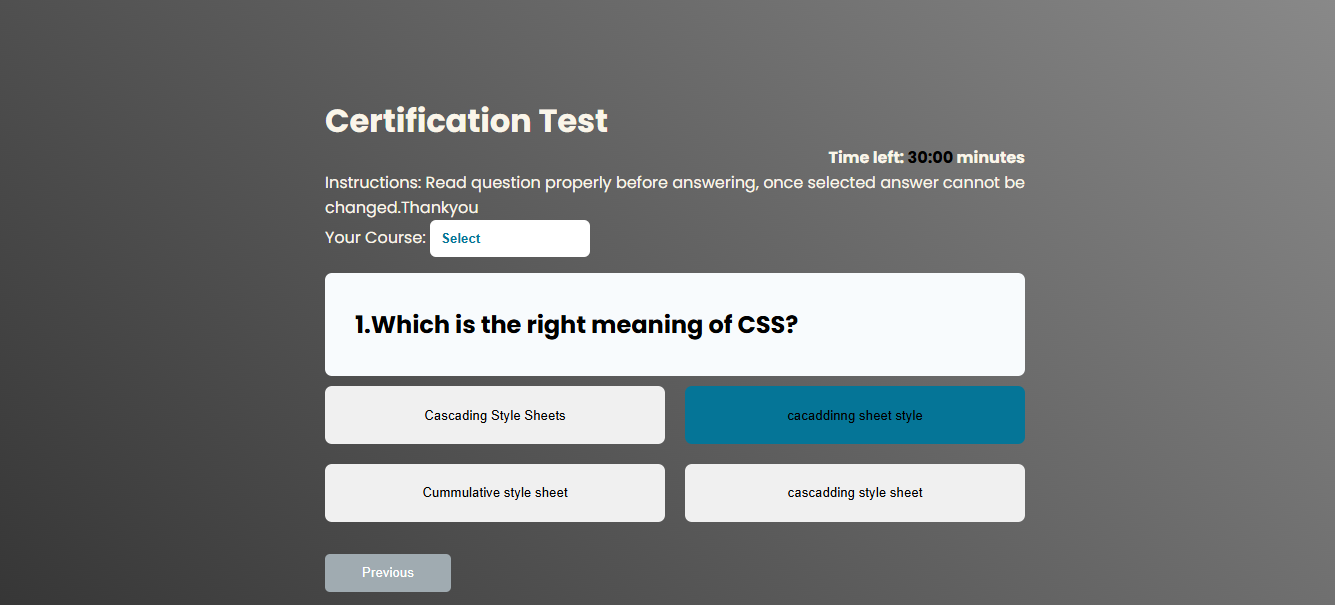 Certification Test
Time left: 30:00 minutes
Instructions: Read question properly before answering, once selected answer cannot be
changed.Thankyou
Your Course: Select
1.Which is the right meaning of CSS?
Cascading Style Sheets
cacaddinng sheet style
Cummulative style sheet
cascadding style sheet
Previous